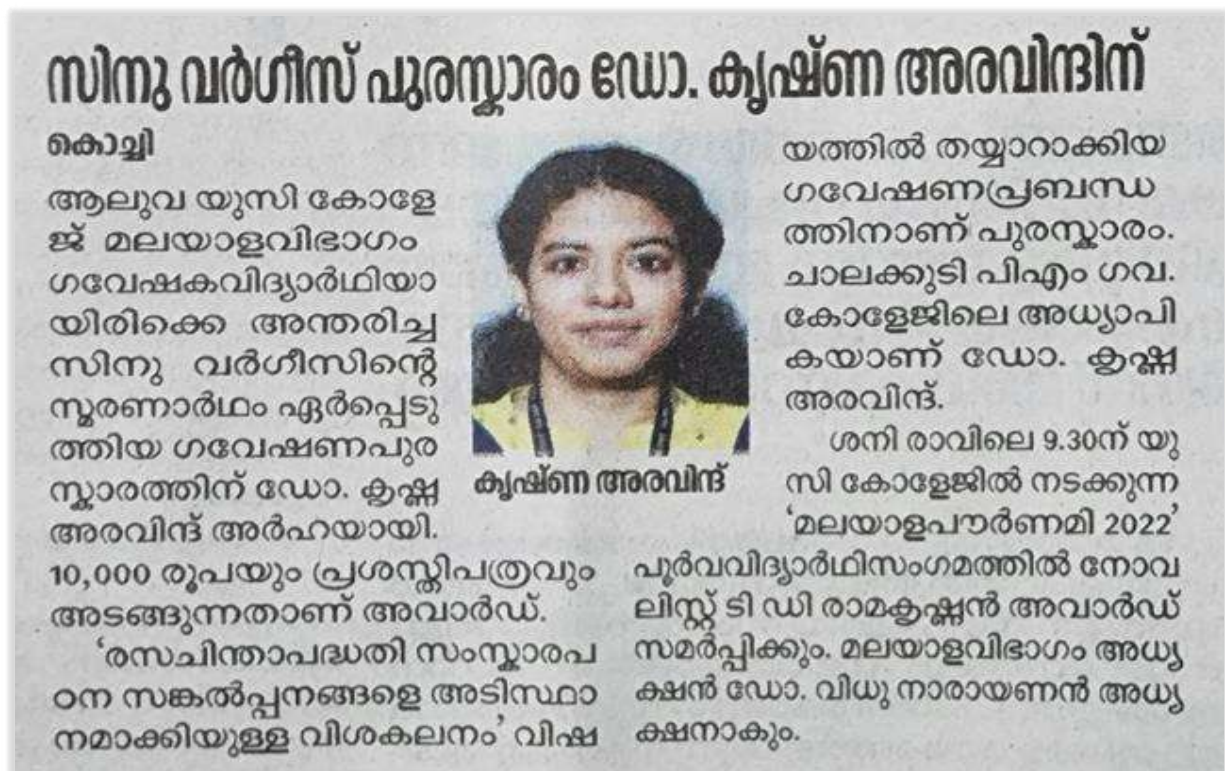 സിനു വർഗീസ് പുരസ്കാരം ഡോ. കൃഷ്ണ അരവിന്ദിന്
കൊച്ചി
ആലുവ യുസി കോളേ
ജ് മലയാളവിഭാഗം
ഗവേഷകവിദ്യാർഥിയാ
യിരിക്കെ അന്തരിച്ച
സിനു വർഗീസിന്റെ
സ്മരണാർഥം ഏർപ്പെടു
ത്തിയ ഗവേഷണപുര
സ്കാരത്തിന് ഡോ. കൃഷ്ണ
അരവിന്ദ് അർഹയായി.
10,000 രൂപയും പ്രശസ്തിപത്രവും
അടങ്ങുന്നതാണ് അവാർഡ്.
‘രസചിന്താപദ്ധതി സംസ്കാരപ
ഠന സങ്കൽപ്പനങ്ങളെ അടിസ്ഥാ
നമാക്കിയുള്ള വിശകലനം’ വിഷ
കൃഷ്ണ അരവിന്ദ്
യത്തിൽ തയ്യാറാക്കിയ
ഗവേഷണപ്രബന്ധ
ത്തിനാണ് പുരസ്കാരം.
ചാലക്കുടി പിഎം ഗവ.
കോളേജിലെ അധ്യാപി
കയാണ് ഡോ. കൃഷ്ണ
അരവിന്ദ്.
ശനി രാവിലെ 9.30ന് യു
സി കോളേജിൽ നടക്കുന്ന
‘മലയാളപൗർണമി 2022’
പൂർവവിദ്യാർഥിസംഗമത്തിൽ നോവ
ലിസ്റ്റ് ടി ഡി രാമകൃഷ്ണൻ അവാർഡ്
സമർപ്പിക്കും. മലയാളവിഭാഗം അധ്യ
ക്ഷൻ ഡോ. വിധു നാരായണൻ അധ്യ
ക്ഷനാകും.